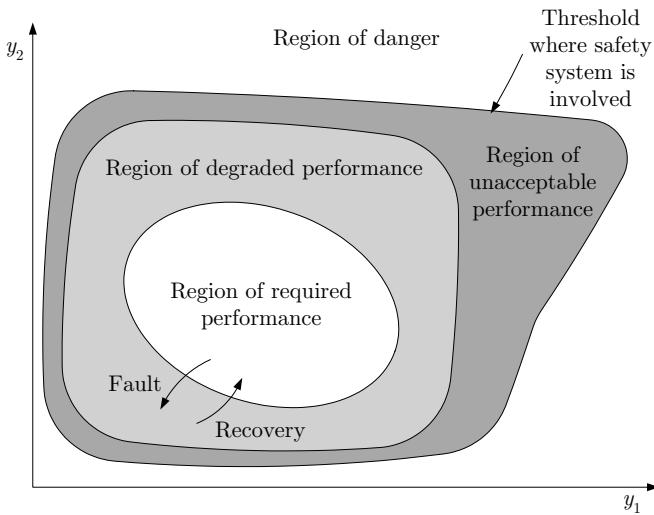 y₂
Region of danger
Threshold
where safety
system is
involved
Region of degraded performance
Region of
unacceptable
performance
Region of required
performance
Fault
Recovery
y₁